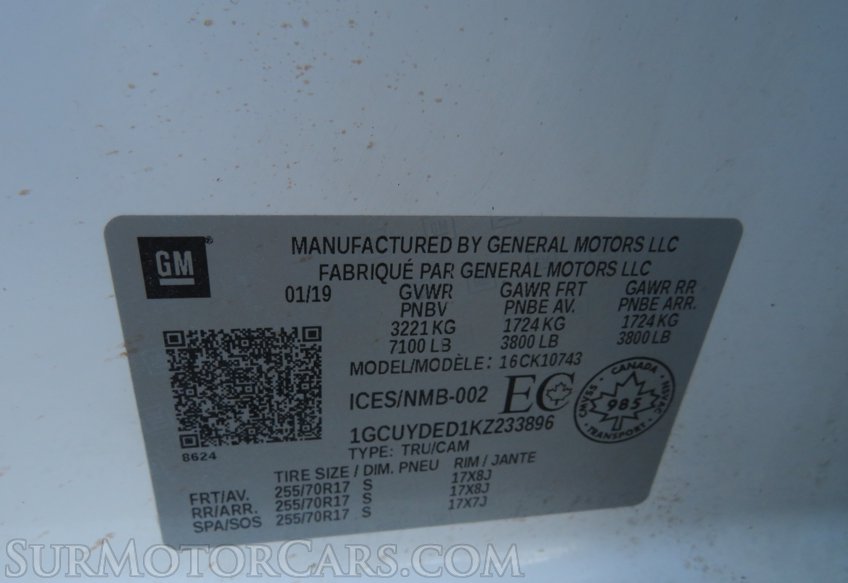 GM
MANUFACTURED BY GENERAL MOTORS LLC
FABRIQUÉ PAR GENERAL MOTORS LLC
01/19 GVWR GAWR FRT GAWR RR
PNBV PNBE AV. PNBE ARR.
3221 KG 1724 KG 1724 KG
7100 LB 3800 LB 3800 LB
MODEL/MODÈLE: 16CK10743
ICES/NMB-002 EC
CANADA
CMVSS 985 NSVAC
TRANSPORT
1GCUYDED1KZ233896
8624
TYPE: TRU/CAM
TIRE SIZE / DIM. PNEU RIM / JANTE
FRT/AV. 255/70R17 S 17X8J
RR/ARR. 255/70R17 S 17X8J
SPA/SOS 255/70R17 S 17X7J
SURMOTORCARS.COM